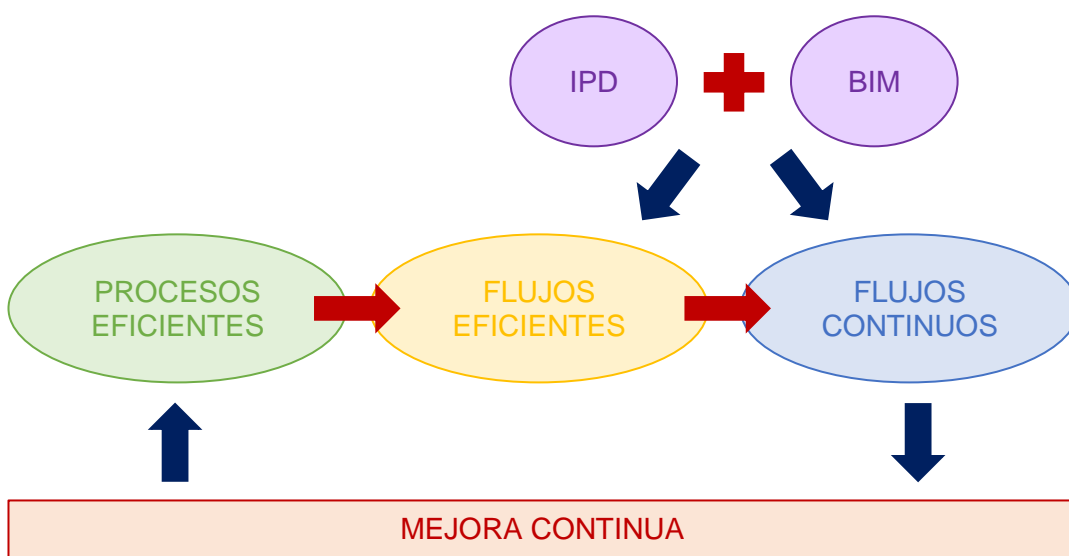 IPD
BIM
PROCESOS
EFICIENTES
FLUJOS
EFICIENTES
FLUJOS
CONTINUOS
MEJORA CONTINUA